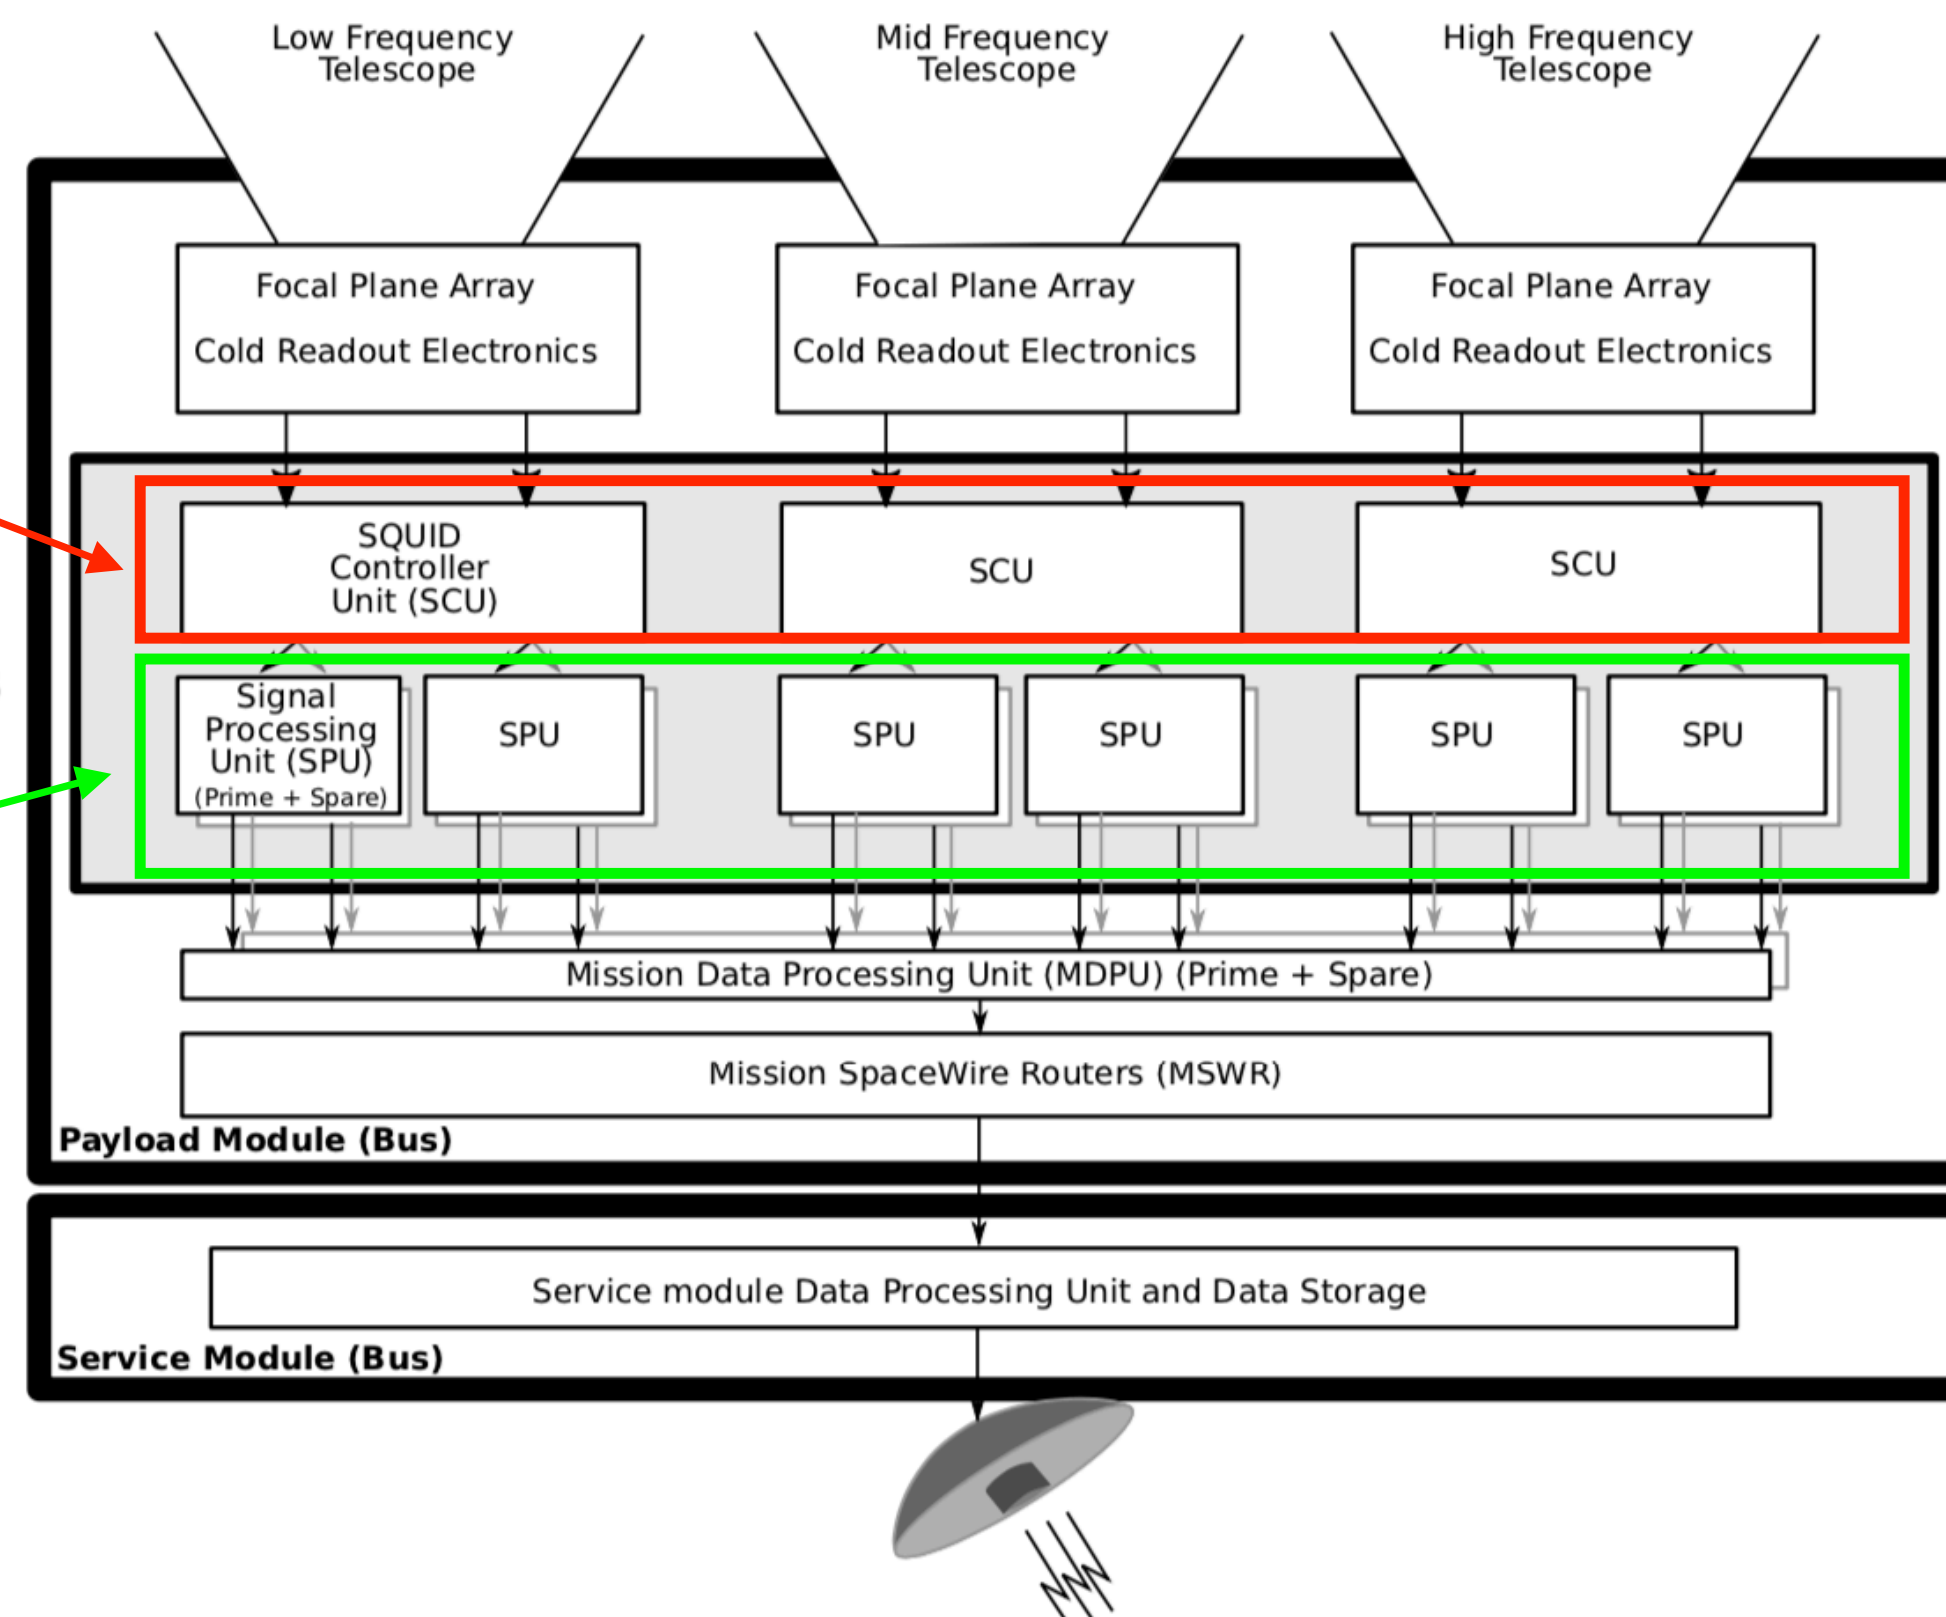 Low Frequency
Telescope
Mid Frequency
Telescope
High Frequency
Telescope
Focal Plane Array
Cold Readout Electronics
Focal Plane Array
Cold Readout Electronics
Focal Plane Array
Cold Readout Electronics
SQUID
Controller
Unit (SCU)
SCU
SCU
Signal
Processing
Unit (SPU)
(Prime + Spare)
SPU
SPU
SPU
SPU
SPU
Mission Data Processing Unit (MDPU) (Prime + Spare)
Mission SpaceWire Routers (MSWR)
Payload Module (Bus)
Service module Data Processing Unit and Data Storage
Service Module (Bus)